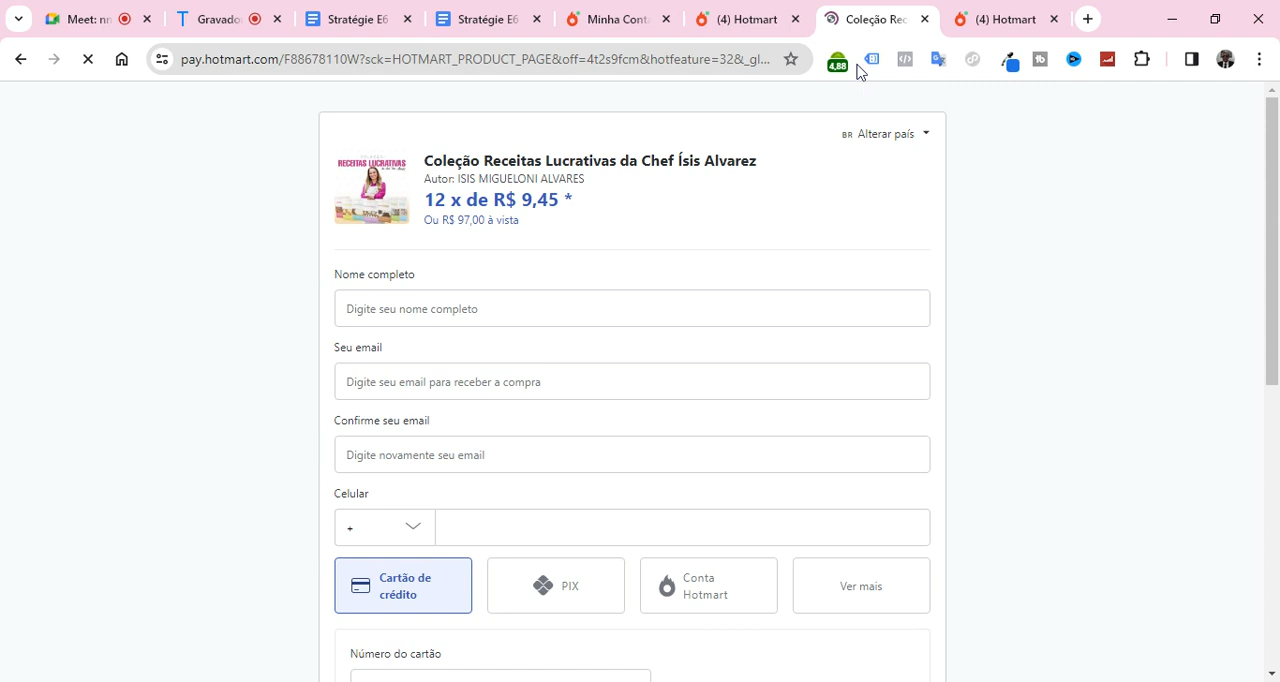 Meet: nn
Gravado
Estratégie E6
Estratégie E6
Minha Cont
(4) Hotmart
Coleção Rec
(4) Hotmart
pay.hotmart.com/F88678110W?sck=HOTMART_PRODUCT_PAGE&off=4t2s9fcm&hotfeature=32&_gl...
4,88
BR Alterar país
RECEITAS LUCRATIVAS
Coleção Receitas Lucrativas da Chef Ísis Alvarez
Autor: ISIS MIGUELONI ALVARES
12 x de R$ 9,45 *
Ou R$ 97,00 à vista
Nome completo
Digite seu nome completo
Seu email
Digite seu email para receber a compra
Confirme seu email
Digite novamente seu email
Celular
+
Cartão de
crédito
PIX
Conta
Hotmart
Ver mais
Número do cartão